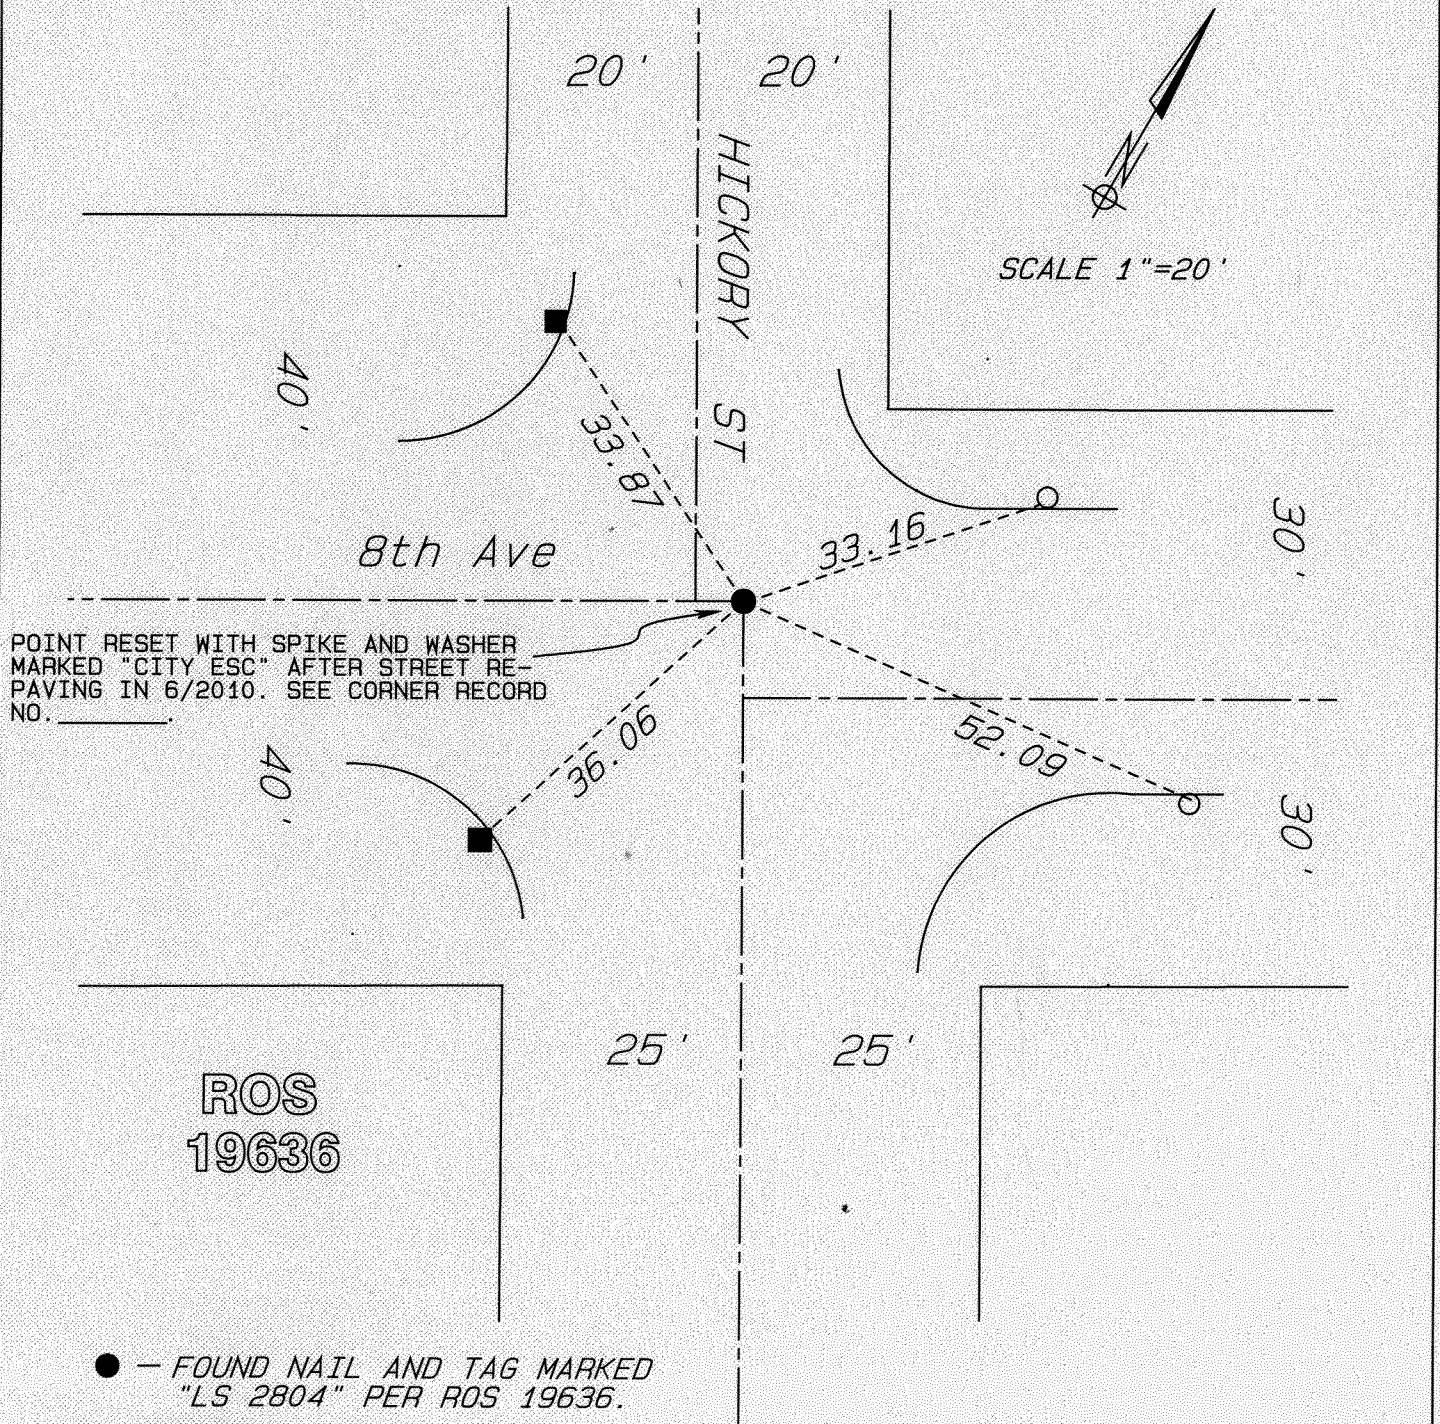 20' 20'
HICKORY ST
N
SCALE 1"=20'
40'
33.87
33.16
30'
8th Ave
POINT RESET WITH SPIKE AND WASHER
MARKED "CITY ESC" AFTER STREET RE-
PAVING IN 6/2010. SEE CORNER RECORD
NO.__________.
36.06
52.09
40'
30'
25' 25'
ROS
19636
— FOUND NAIL AND TAG MARKED
"LS 2804" PER ROS 19636.